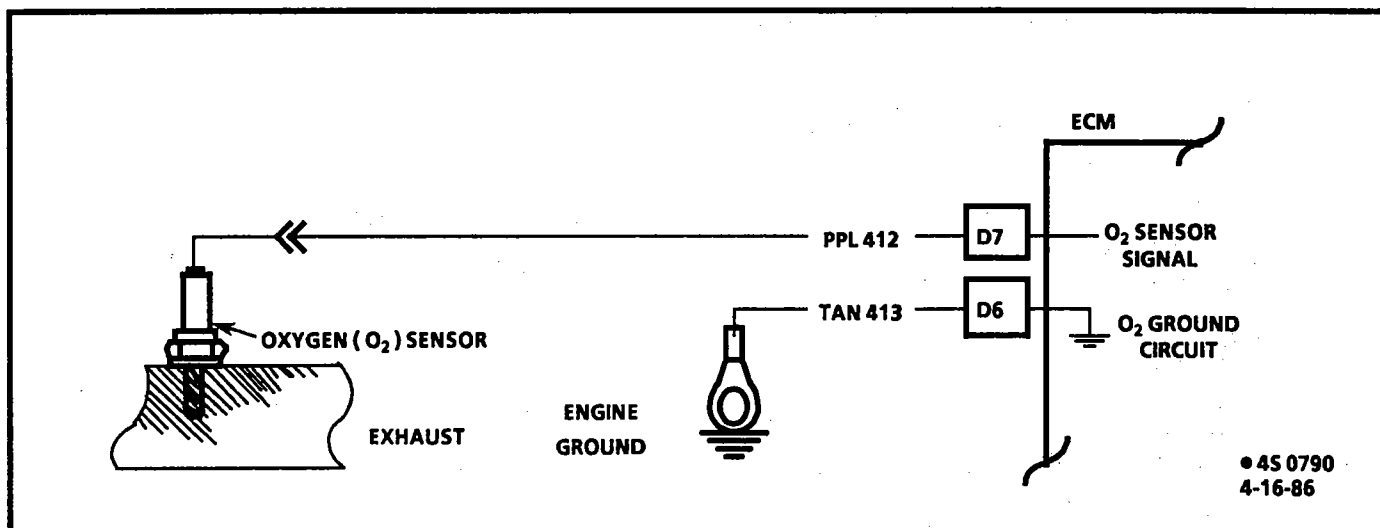 ECM
PPL 412
D7
O₂ SENSOR
SIGNAL
TAN 413
D6
O₂ GROUND
CIRCUIT
OXYGEN (O₂) SENSOR
ENGINE
GROUND
EXHAUST
● 4S 0790
4-16-86